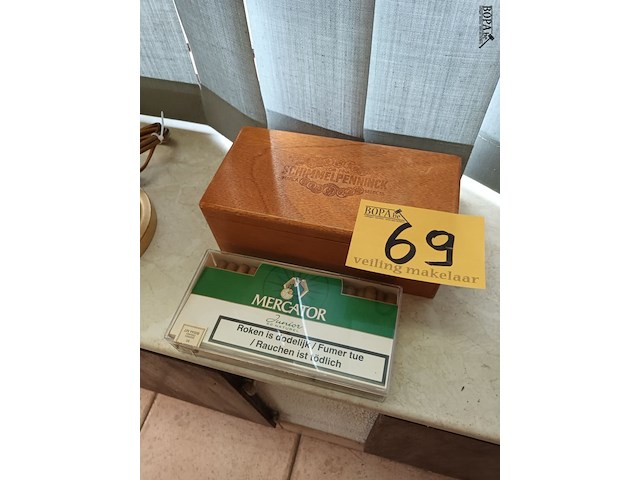 BOPA
SCHIMMELPENNINCK
BOPA
69
veiling makelaar
MERCATOR
Junior
Roken is dodelijk / Fumer tue
/ Rauchen ist tödlich